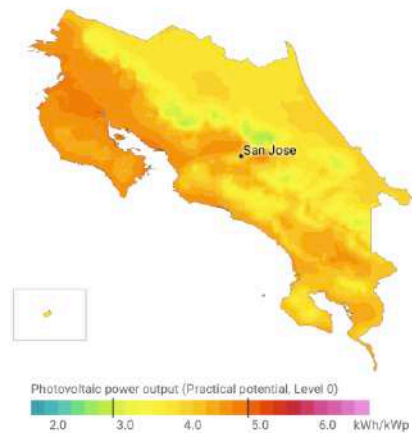 San Jose
Photovoltaic power output (Practical potential, Level 0)
2.0 3.0 4.0 5.0 6.0 kWh/kWp